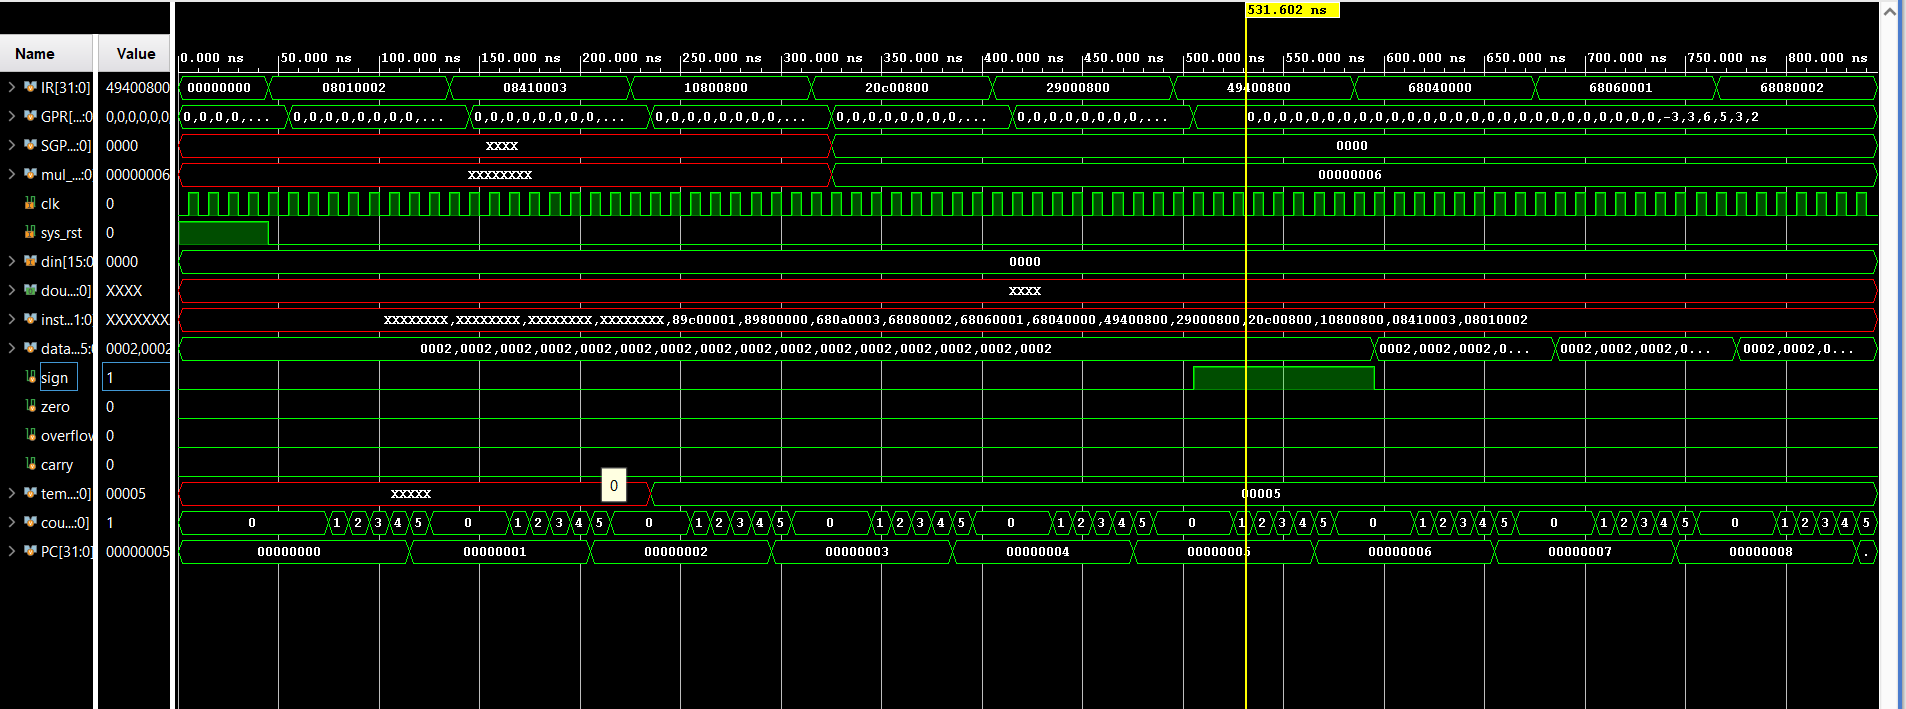 531.602 ns
Name Value 0.000 ns 50.000 ns 100.000 ns 150.000 ns 200.000 ns 250.000 ns 300.000 ns 350.000 ns 400.000 ns 450.000 ns 500.000 ns 550.000 ns 600.000 ns 650.000 ns 700.000 ns 750.000 ns 800.000 ns
IR[31:0] 49400800 00000000 08010002 08410003 10800800 20c00800 29000800 49400800 68040000 68060001 68080002
GPR[...:0] 0,0,0,0,0,0 0,0,0,0,... 0,0,0,0,0,0,0,... 0,0,0,0,0,0,0,... 0,0,0,0,0,0,0,... 0,0,0,0,0,0,0,... 0,0,0,0,0,0,0,... 0,0,0,0,0,0,0,0,0,0,0,0,0,0,0,0,0,0,0,0,0,0,0,0,0,0,-3,3,6,5,3,2
SGP...:0] 0000 XXXX 0000
mul_...:0 00000006 XXXXXXXX 00000006
clk 0
sys_rst 0
din[15:0 0000 0000
dou...:0] XXXX XXXX
inst...1:0 XXXXXXX XXXXXXXX,XXXXXXXX,XXXXXXXX,XXXXXXXX,89c00001,89800000,680a0003,68080002,68060001,68040000,49400800,29000800,20c00800,10800800,08410003,08010002
data...5:0 0002,0002 0002,0002,0002,0002,0002,0002,0002,0002,0002,0002,0002,0002,0002,0002,0002,0002 0002,0002,0002,0... 0002,0002,0002,0... 0002,0002,0...
sign 1
zero 0
overflow 0
carry 0
0
tem...:0] 00005 XXXXX 00005
cou...:0] 1 0 1 2 3 4 5 0 1 2 3 4 5 0 1 2 3 4 5 0 1 2 3 4 5 0 1 2 3 4 5 0 1 2 3 4 5 0 1 2 3 4 5 0 1 2 3 4 5 0 1 2 3 4 5
PC[31:0] 00000005 00000000 00000001 00000002 00000003 00000004 00000005 00000006 00000007 00000008 .